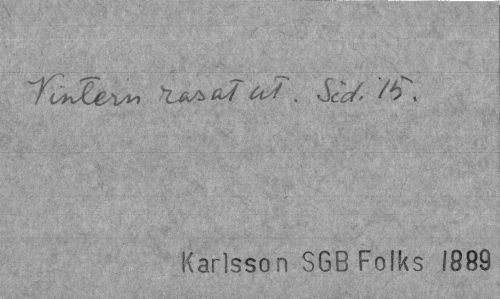 Vintern rasat ut. Sid. 15.
Karlsson SGB Folks 1889